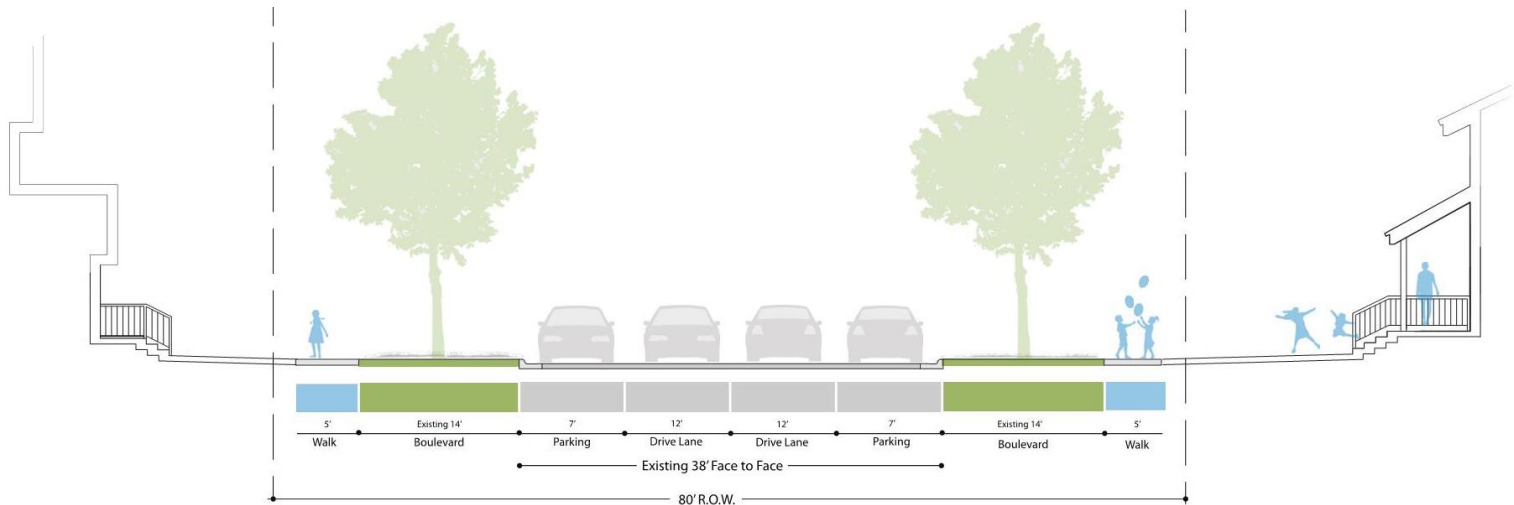 5’ Existing 14’ 7’ 12’ 12’ 7’ Existing 14’ 5’
Walk Boulevard Parking Drive Lane Drive Lane Parking Boulevard Walk
Existing 38’ Face to Face
80’ R.O.W.